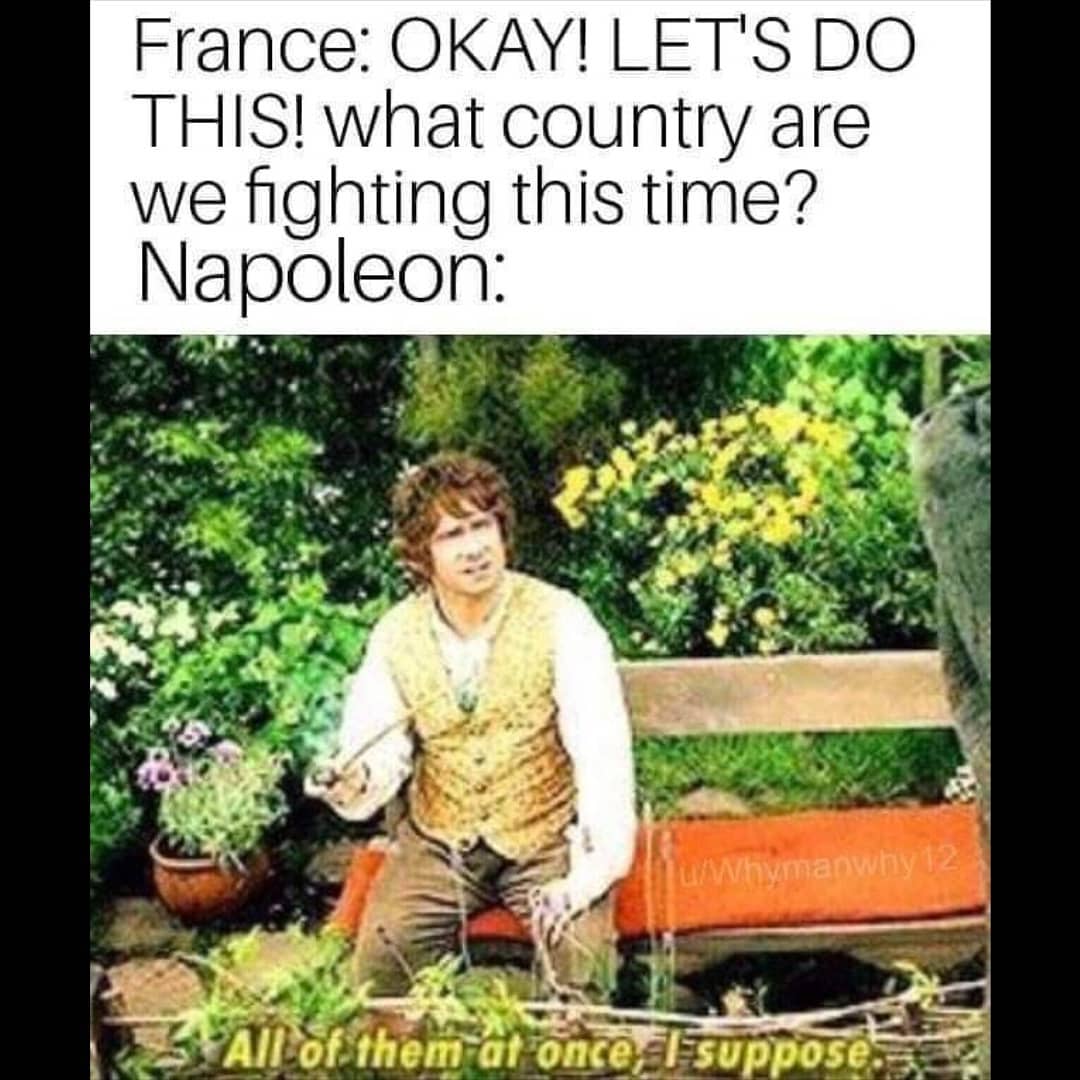 France: OKAY! LET'S DO
THIS! what country are
we fighting this time?
Napoleon:
u/Whymanwhy12
All of them at once, I suppose.